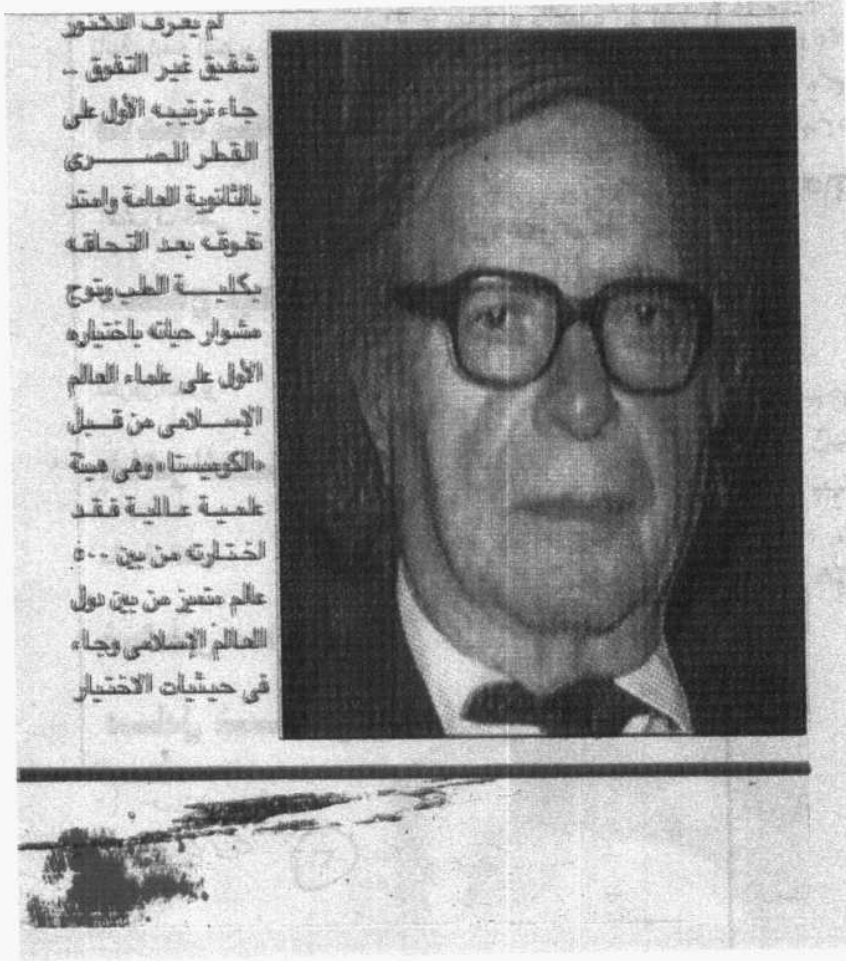 لم يعرف الدكتور
شفيق غير التفوق ..
جاء ترتيبه الأول على
القطر المصرى
بالثانوية العامة وامتد
تفوقه بعد التحاقه
بكلية الطب وتوج
مشوار حياته باختياره
الأول على علماء العالم
الإسلامى من قبل
«الكوميستا» وهى هيئة
علمية عالية فقد
اختارته من بين ٥٠٠
عالم متميز من بين دول
العالم الإسلامى وجاء
فى حيثيات الاختيار